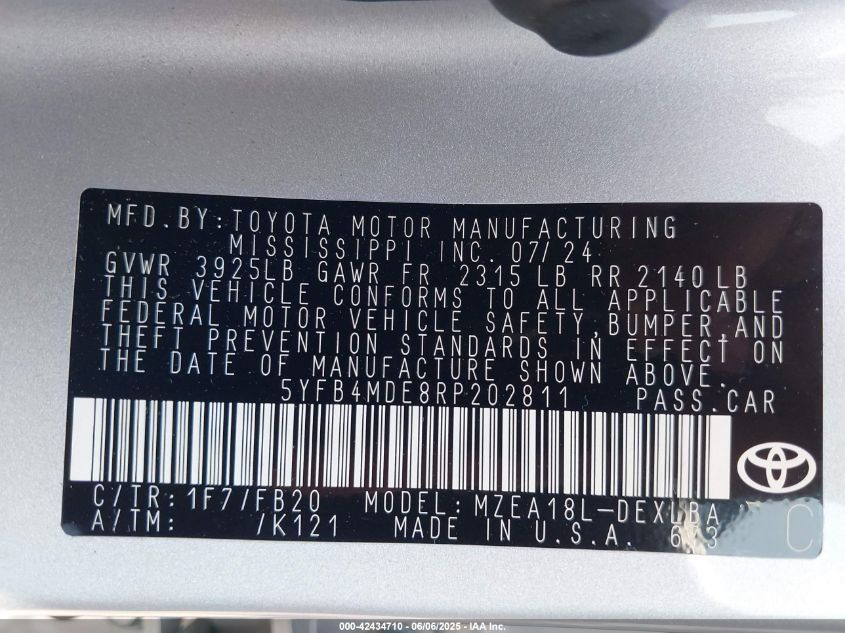 MFD.BY:TOYOTA MOTOR MANUFACTURING
MISSISSIPPI INC. 07/24
GVWR 3925LB GAWR FR 2315 LB RR 2140 LB
THIS VEHICLE CONFORMS TO ALL APPLICABLE
FEDERAL MOTOR VEHICLE SAFETY, BUMPER, AND
THEFT PREVENTION STANDARDS IN EFFECT ON
THE DATE OF MANUFACTURE SHOWN ABOVE.
5YFB4MDE8RP202811 PASS.CAR
C/TR: 1F7/FB20 MODEL: MZEA18L-DEXLBA
A/TM: /K121 MADE IN U.S.A. C
000-42434710 - 06/06/2025 - IAA Inc.